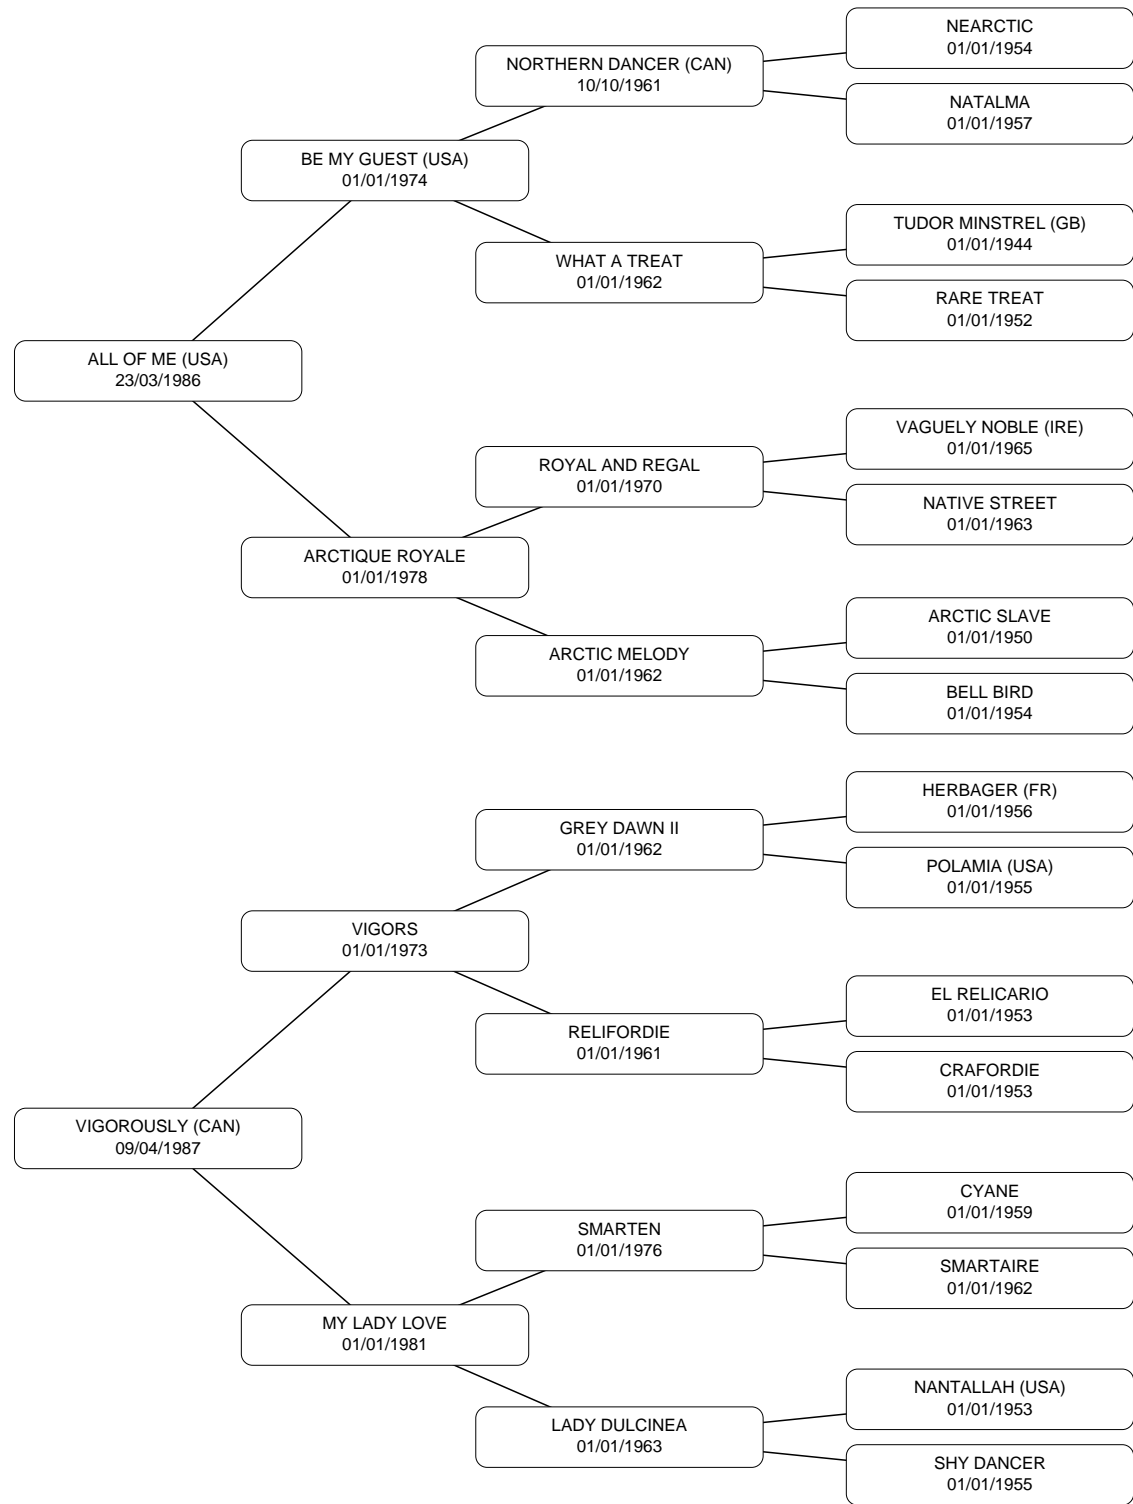 NEARCTIC
01/01/1954
NORTHERN DANCER (CAN)
10/10/1961
NATALMA
01/01/1957
BE MY GUEST (USA)
01/01/1974
TUDOR MINSTREL (GB)
01/01/1944
WHAT A TREAT
01/01/1962
RARE TREAT
01/01/1952
ALL OF ME (USA)
23/03/1986
VAGUELY NOBLE (IRE)
01/01/1965
ROYAL AND REGAL
01/01/1970
NATIVE STREET
01/01/1963
ARCTIQUE ROYALE
01/01/1978
ARCTIC SLAVE
01/01/1950
ARCTIC MELODY
01/01/1962
BELL BIRD
01/01/1954
HERBAGER (FR)
01/01/1956
GREY DAWN II
01/01/1962
POLAMIA (USA)
01/01/1955
VIGORS
01/01/1973
EL RELICARIO
01/01/1953
RELIFORDIE
01/01/1961
CRAFORDIE
01/01/1953
VIGOROUSLY (CAN)
09/04/1987
CYANE
01/01/1959
SMARTEN
01/01/1976
SMARTAIRE
01/01/1962
MY LADY LOVE
01/01/1981
NANTALLAH (USA)
01/01/1953
LADY DULCINEA
01/01/1963
SHY DANCER
01/01/1955